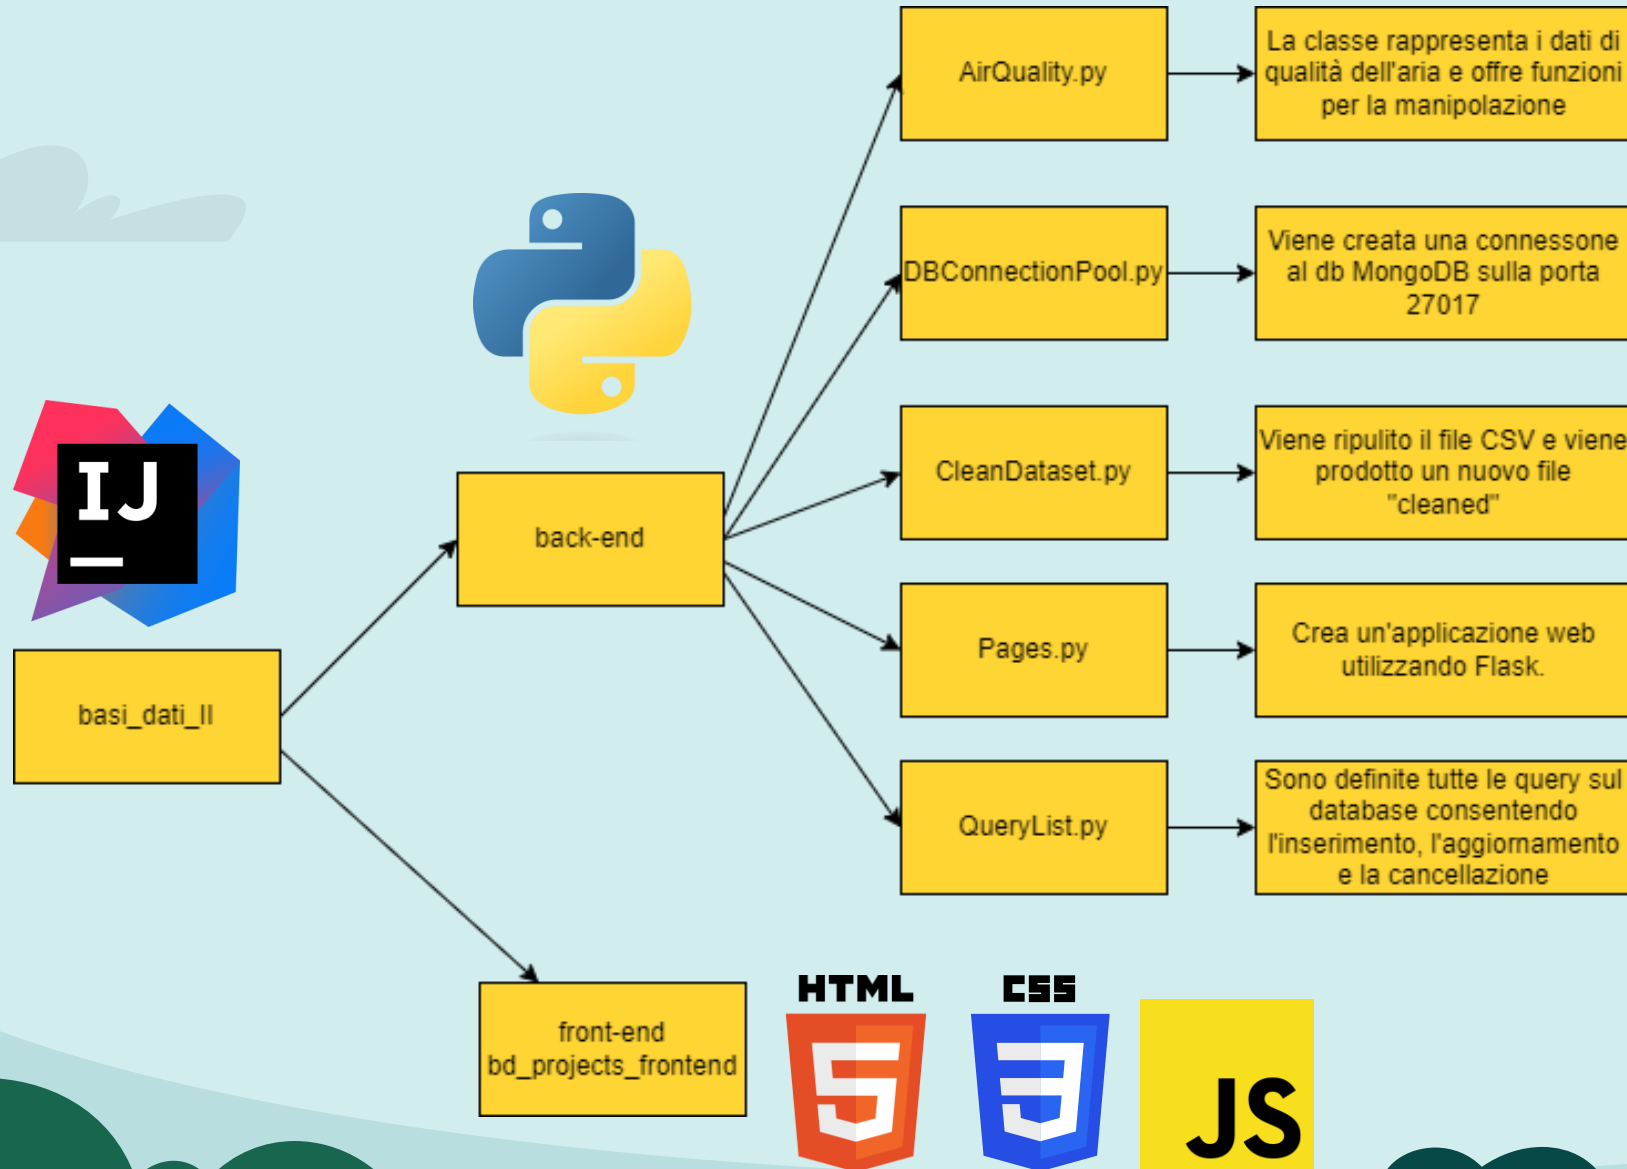 AirQuality.py
La classe rappresenta i dati di
qualità dell'aria e offre funzioni
per la manipolazione
DBConnectionPool.py
Viene creata una connessone
al db MongoDB sulla porta
27017
IJ
CleanDataset.py
Viene ripulito il file CSV e viene
prodotto un nuovo file
"cleaned"
back-end
Pages.py
Crea un'applicazione web
utilizzando Flask.
basi_dati_II
QueryList.py
Sono definite tutte le query sul
database consentendo
l'inserimento, l'aggiornamento
e la cancellazione
front-end
bd_projects_frontend
HTML
5
CSS
3
JS